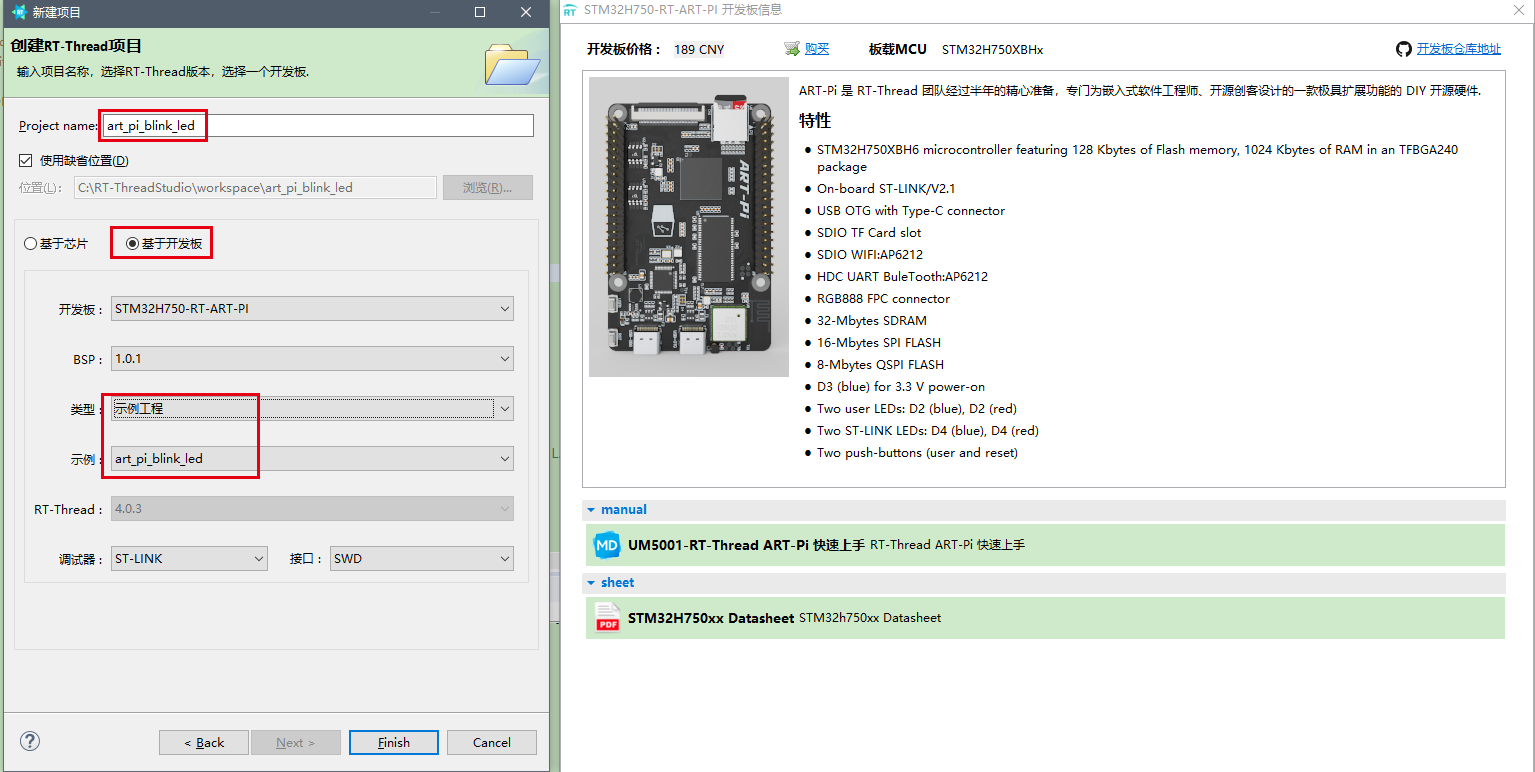 新建项目
创建RT-Thread项目
输入项目名称，选择RT-Thread版本，选择一个开发板.
Project name: art_pi_blink_led
使用缺省位置(D)
位置(L): C:\RT-ThreadStudio\workspace\art_pi_blink_led 浏览(R)...
基于芯片 基于开发板
开发板： STM32H750-RT-ART-PI
BSP： 1.0.1
类型： 示例工程
示例： art_pi_blink_led
RT-Thread： 4.0.3
调试器： ST-LINK 接口： SWD
< Back Next > Finish Cancel
STM32H750-RT-ART-PI 开发板信息
开发板价格： 189 CNY 购买 板载MCU STM32H750XBHx 开发板仓库地址
ART-Pi
ART-Pi 是 RT-Thread 团队经过半年的精心准备，专门为嵌入式软件工程师、开源创客设计的一款极具扩展功能的 DIY 开源硬件.
特性
● STM32H750XBH6 microcontroller featuring 128 Kbytes of Flash memory, 1024 Kbytes of RAM in an TFBGA240
package
● On-board ST-LINK/V2.1
● USB OTG with Type-C connector
● SDIO TF Card slot
● SDIO WIFI:AP6212
● HDC UART BuleTooth:AP6212
● RGB888 FPC connector
● 32-Mbytes SDRAM
● 16-Mbytes SPI FLASH
● 8-Mbytes QSPI FLASH
● D3 (blue) for 3.3 V power-on
● Two user LEDs: D2 (blue), D2 (red)
● Two ST-LINK LEDs: D4 (blue), D4 (red)
● Two push-buttons (user and reset)
manual
MD UM5001-RT-Thread ART-Pi 快速上手 RT-Thread ART-Pi 快速上手
sheet
PDF STM32H750xx Datasheet STM32h750xx Datasheet